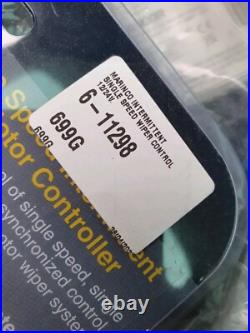 MARINCO INTERMITTENT
SINGLE SPEED WIPER CONTROL
12/24V
6-11298
699G
699G
Speed
ent
otor Controller
ol of single speed, single
synchronized control
otor wiper system